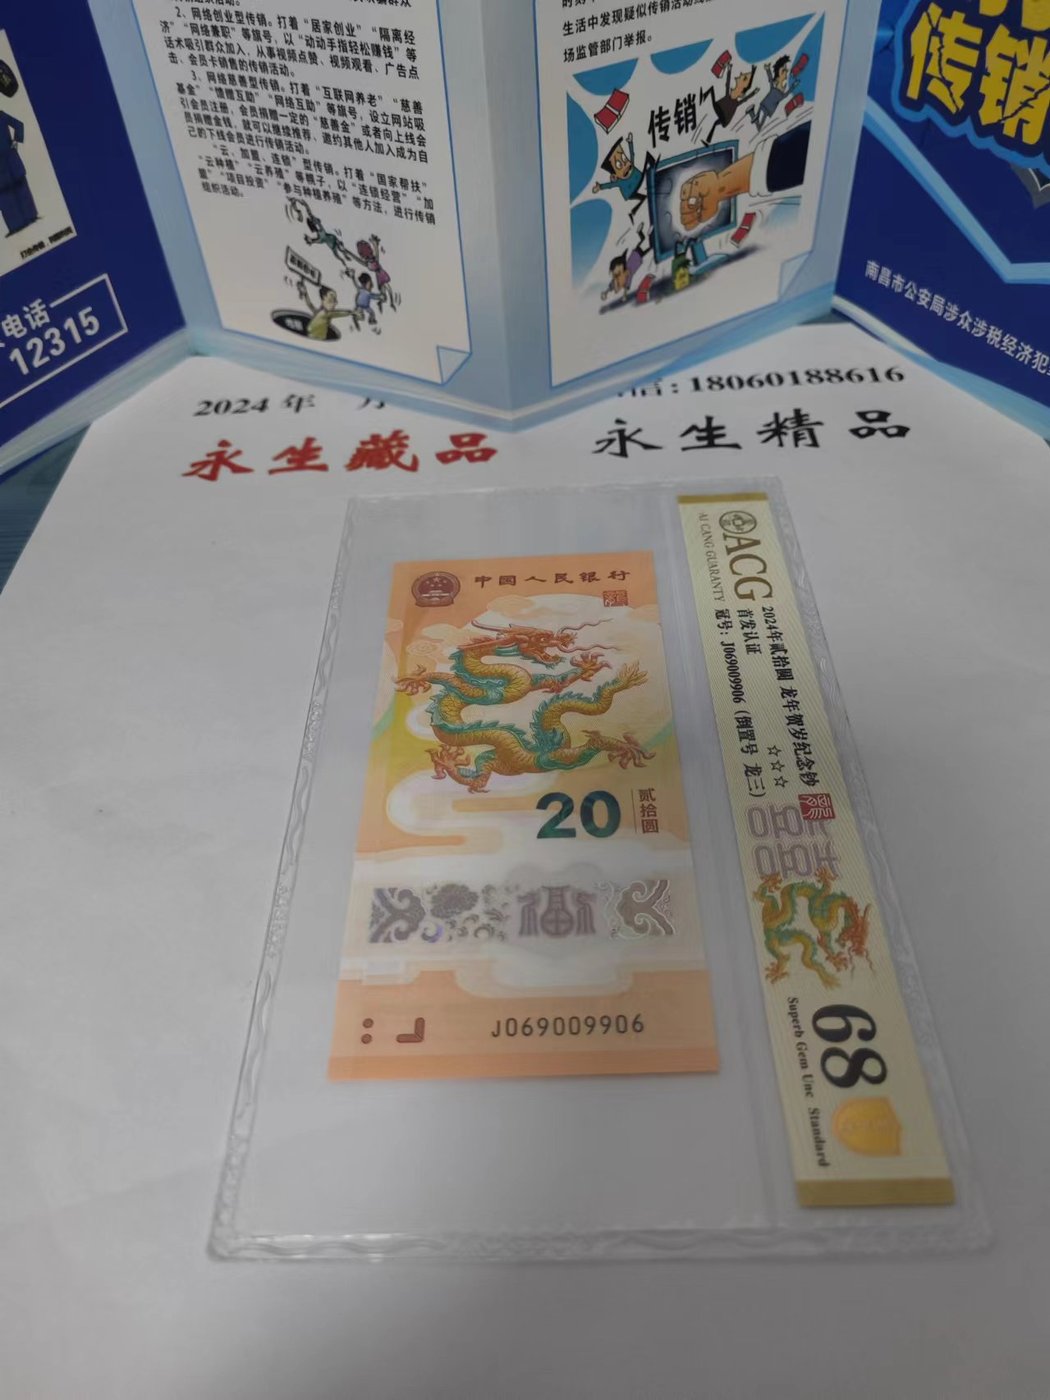 2、网络创业型传销。打着“居家创业”“隔离经
济”“网络兼职”等旗号，以“动动手指轻松赚钱”等
话术吸引群众加入，从事视频点赞、视频观看、广告点
击、会员卡销售的传销活动。
3、网络慈善型传销。打着“互联网养老”“慈善
基金”“馈赠互助”“网络互助”等旗号，设立网站吸
引会员注册，会员捐赠一定的“慈善金”或者向上线会
员捐赠金钱，就可以继续推荐、邀约其他人加入成为自
己的下线会员进行传销活动。
“云、加盟、连锁”型传销。打着“国家帮扶”
“云种植”“云养殖”等幌子，以“连锁经营”“加
盟”“项目投资”“参与种植养殖”等方法，进行传销
组织活动。
生活中发现疑似传销活动
场监管部门举报。
传销
传销
南昌市公安局涉众涉税经济犯
电话
12315
2024年
:18060188616
永生藏品
永生精品
中国人民银行
20
贰拾圆
福
J069009906
ACG
AI CANG GUARANTY
2024年贰拾圆 龙年贺岁纪念钞
首发认证 ☆☆☆
冠号：J069009906（倒置号 龙三）
68
Superb Gem Unc Standard